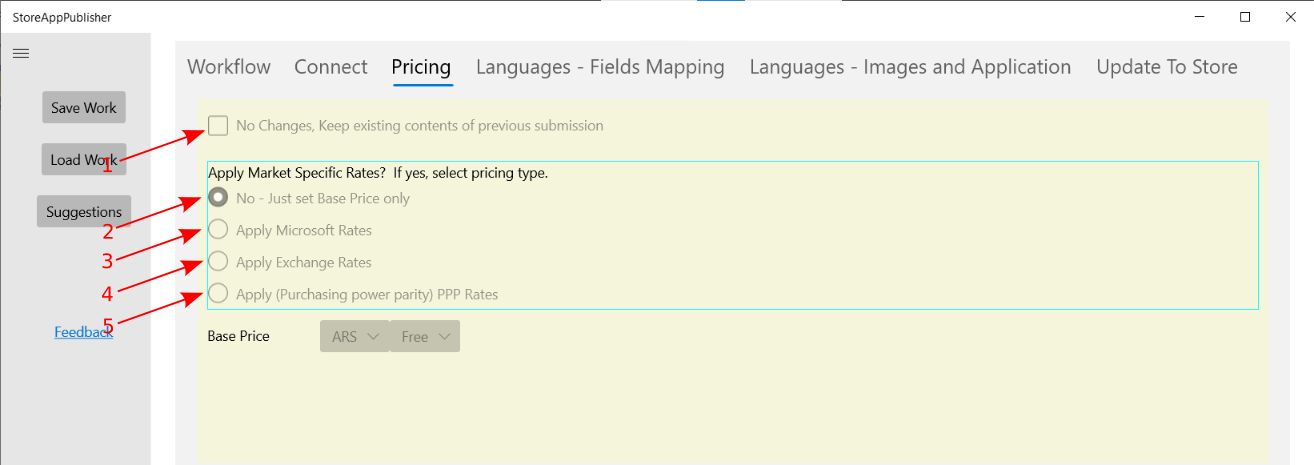 StoreAppPublisher
Workflow Connect Pricing Languages - Fields Mapping Languages - Images and Application Update To Store
Save Work
Load Work
Suggestions
Feedback
1
2
3
4
5
No Changes, Keep existing contents of previous submission
Apply Market Specific Rates? If yes, select pricing type.
No - Just set Base Price only
Apply Microsoft Rates
Apply Exchange Rates
Apply (Purchasing power parity) PPP Rates
Base Price ARS Free